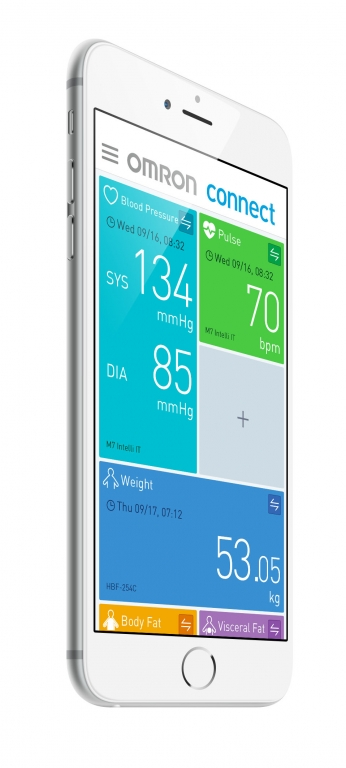 OMRON connect
Blood Pressure
Wed 09/16, 08:32
SYS 134
mmHg
DIA 85
mmHg
M7 Intelli IT
Pulse
Wed 09/16, 08:32
70
bpm
M7 Intelli IT
+
Weight
Thu 09/17, 07:12
53.05
kg
HBF-254C
Body Fat
Visceral Fat